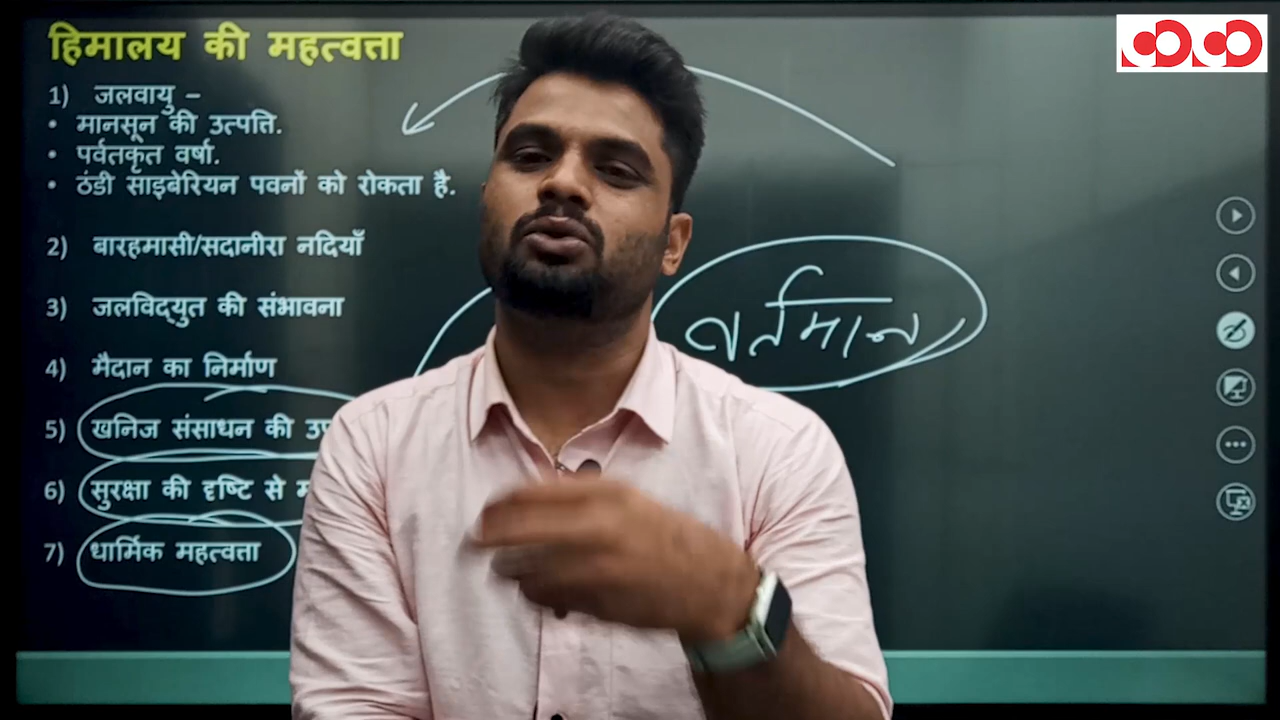 हिमालय की महत्वत्ता
1) जलवायु –
• मानसून की उत्पत्ति.
• पर्वतकृत वर्षा.
• ठंडी साइबेरियन पवनों को रोकता है.
2) बारहमासी/सदानीरा नदियाँ
3) जलविद्युत की संभावना
4) मैदान का निर्माण
5) खनिज संसाधन की
6) सुरक्षा की दृष्टि से
7) धार्मिक महत्वत्ता
वर्तमान